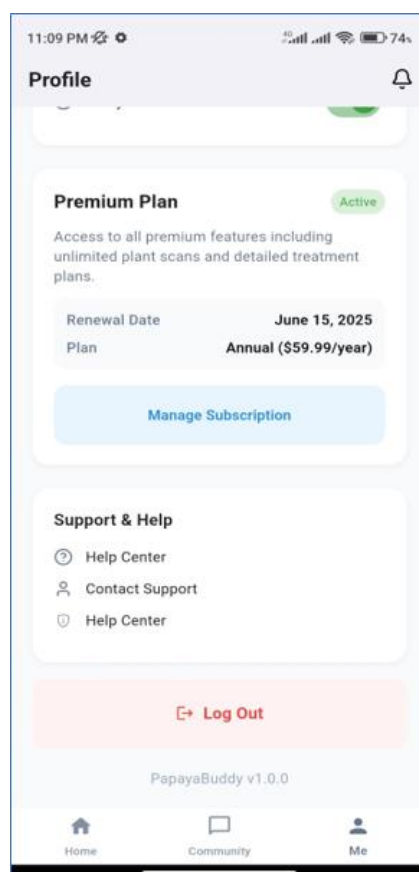 11:09 PM
4G
74%
Profile
Premium Plan
Active
Access to all premium features including
unlimited plant scans and detailed treatment
plans.
Renewal Date
June 15, 2025
Plan
Annual ($59.99/year)
Manage Subscription
Support & Help
Help Center
Contact Support
Help Center
Log Out
PapayaBuddy v1.0.0
Home
Community
Me